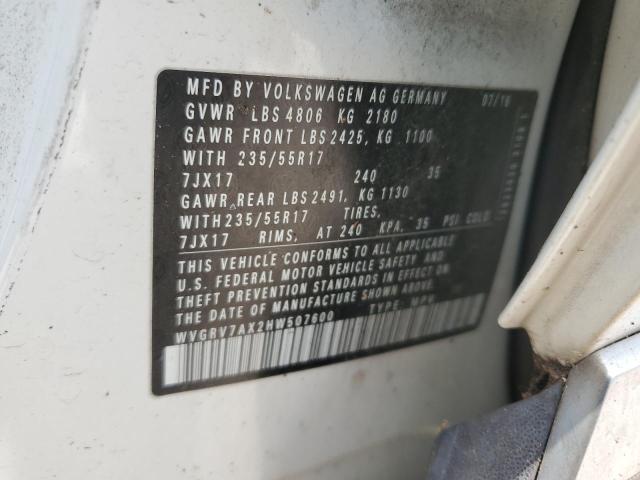 MFD BY VOLKSWAGEN AG GERMANY 07/16
GVWR LBS 4806 KG 2180
GAWR FRONT LBS 2425, KG 1100
WITH 235/55R17
7JX17 240 35
GAWR REAR LBS 2491, KG 1130
WITH 235/55R17 TIRES,
7JX17 RIMS, AT 240 KPA, 35 PSI COLD
THIS VEHICLE CONFORMS TO ALL APPLICABLE
U.S. FEDERAL MOTOR VEHICLE SAFETY AND
THEFT PREVENTION STANDARDS IN EFFECT ON
THE DATE OF MANUFACTURE SHOWN ABOVE.
WVGRV7AX2HW507600 TYPE: MPV